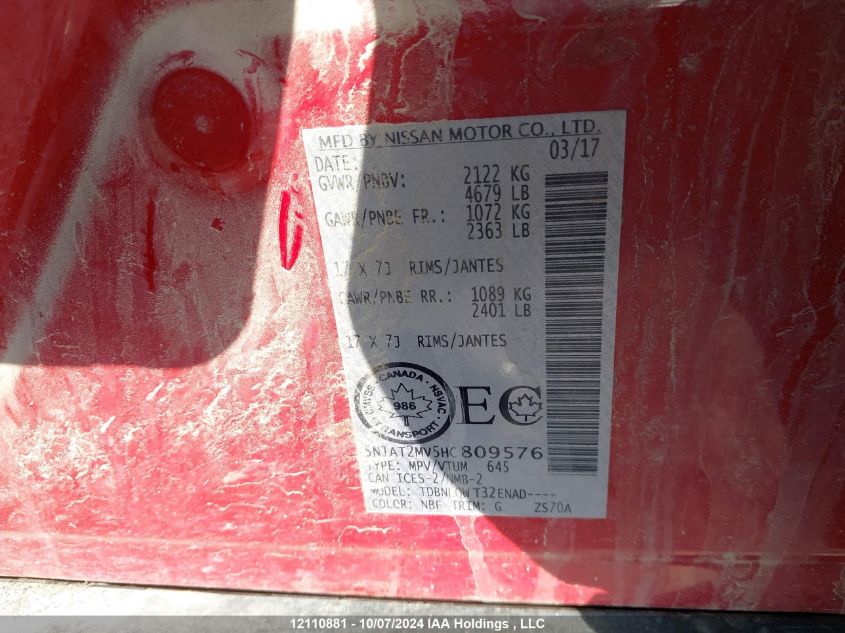 MFD BY NISSAN MOTOR CO., LTD.
DATE: 03/17
GVWR/PNBV: 2122 KG
4679 LB
GAWR/PNBE FR.: 1072 KG
2363 LB
17 X 7J RIMS/JANTES
GAWR/PNBE RR.: 1089 KG
2401 LB
17 X 7J RIMS/JANTES
CMVSS · CANADA · NSVAC · TRANSPORT
986
EC
5N1AT2MV5HC809576
TYPE: MPV/VTUM 645
CAN ICES-2/NMB-2
MODEL: TDBNLQW T32ENAD----
COLOR: NBF TRIM: G ZS70A
12110881 - 10/07/2024 IAA Holdings , LLC